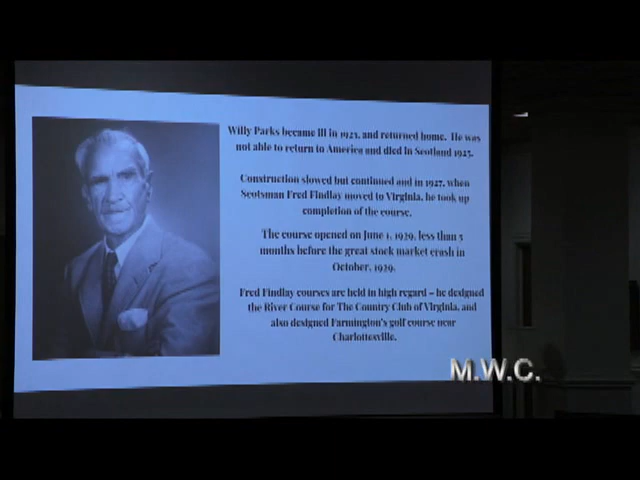 Willy Parks became ill in 1923, and returned home. He was
not able to return to America and died in Scotland 1925.
Construction slowed but continued and in 1927, when
Scotsman Fred Findlay moved to Virginia, he took up
completion of the course.
The course opened on June 1, 1929, less than 5
months before the great stock market crash in
October, 1929.
Fred Findlay courses are held in high regard – he designed
the River Course for The Country Club of Virginia, and
also designed Farmington's golf course near
Charlottesville.
M.W.C.